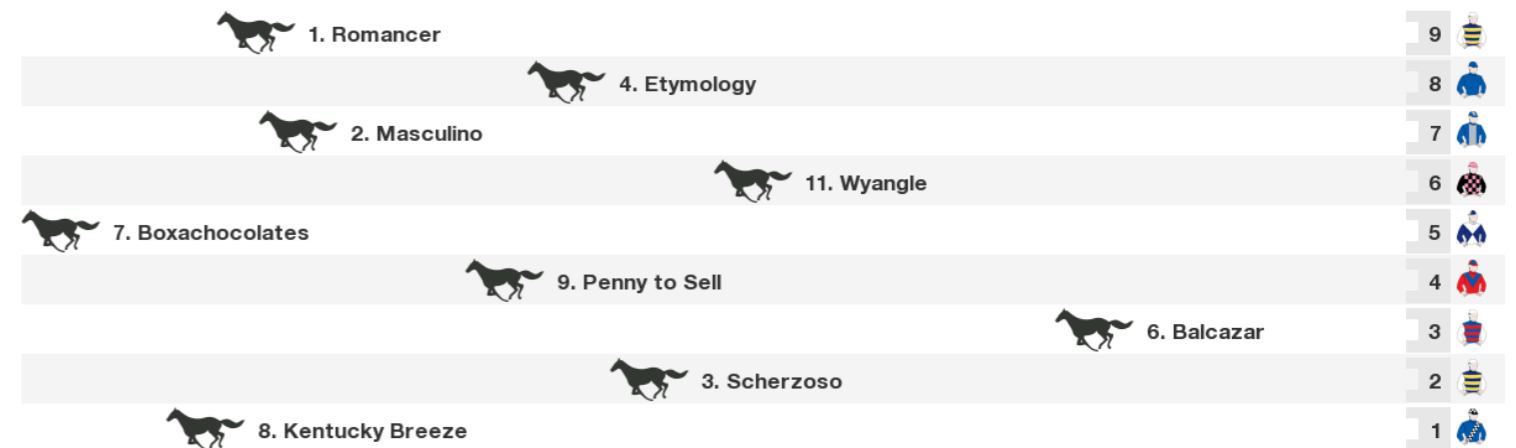 1. Romancer 9
4. Etymology 8
2. Masculino 7
11. Wyangle 6
7. Boxachocolates 5
9. Penny to Sell 4
6. Balcazar 3
3. Scherzoso 2
8. Kentucky Breeze 1